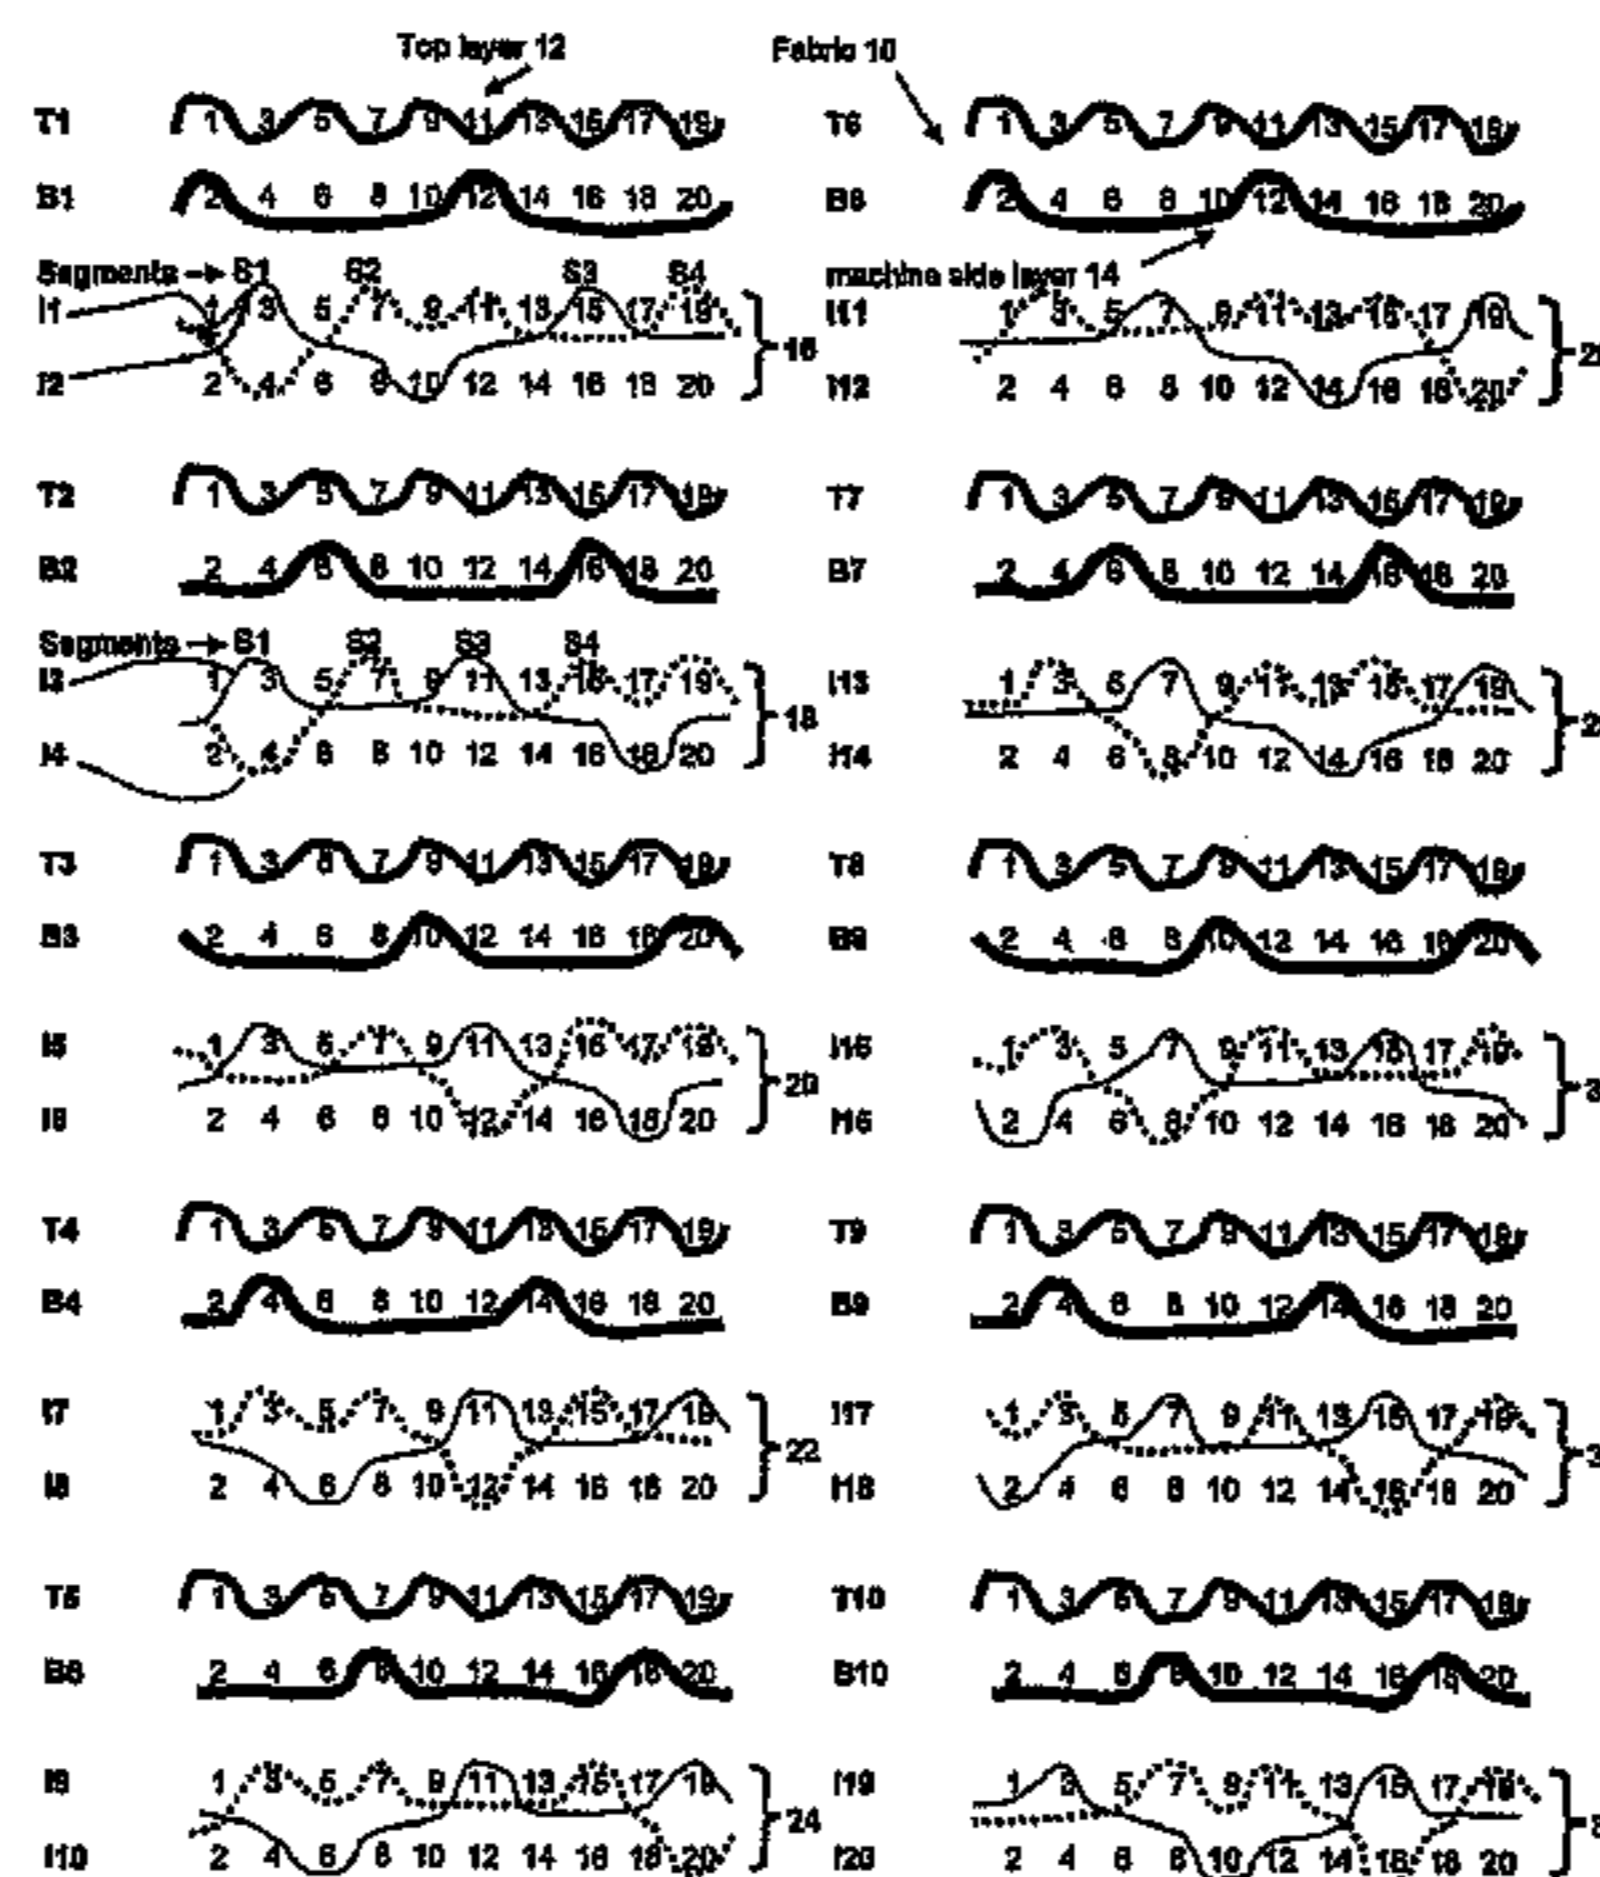 Top layer 12 Fabric 10
T1 1 3 5 7 9 11 13 15 17 19 T6 1 3 5 7 9 11 13 15 17 19
B1 2 4 6 8 10 12 14 16 18 20 B6 2 4 6 8 10 12 14 16 18 20
Segments S1 S2 S3 S4 machine side layer 14
I1 1 3 5 7 9 11 13 15 17 19 I11 1 3 5 7 9 11 13 15 17 19
16
I2 2 4 6 8 10 12 14 16 18 20 I12 2 4 6 8 10 12 14 16 18 20
T2 1 3 5 7 9 11 13 15 17 19 T7 1 3 5 7 9 11 13 15 17 19
B2 2 4 6 8 10 12 14 16 18 20 B7 2 4 6 8 10 12 14 16 18 20
Segments S1 S2 S3 S4
I3 1 3 5 7 9 11 13 15 17 19 I13 1 3 5 7 9 11 13 15 17 19
18
I4 2 4 6 8 10 12 14 16 18 20 I14 2 4 6 8 10 12 14 16 18 20
T3 1 3 5 7 9 11 13 15 17 19 T8 1 3 5 7 9 11 13 15 17 19
B3 2 4 6 8 10 12 14 16 18 20 B8 2 4 6 8 10 12 14 16 18 20
I5 1 3 5 7 9 11 13 15 17 19 I15 1 3 5 7 9 11 13 15 17 19
20
I6 2 4 6 8 10 12 14 16 18 20 I16 2 4 6 8 10 12 14 16 18 20
T4 1 3 5 7 9 11 13 15 17 19 T9 1 3 5 7 9 11 13 15 17 19
B4 2 4 6 8 10 12 14 16 18 20 B9 2 4 6 8 10 12 14 16 18 20
I7 1 3 5 7 9 11 13 15 17 19 I17 1 3 5 7 9 11 13 15 17 19
22
I8 2 4 6 8 10 12 14 16 18 20 I18 2 4 6 8 10 12 14 16 18 20
T5 1 3 5 7 9 11 13 15 17 19 T10 1 3 5 7 9 11 13 15 17 19
B5 2 4 6 8 10 12 14 16 18 20 B10 2 4 6 8 10 12 14 16 18 20
I9 1 3 5 7 9 11 13 15 17 19 I19 1 3 5 7 9 11 13 15 17 19
24
I10 2 4 6 8 10 12 14 16 18 20 I20 2 4 6 8 10 12 14 16 18 20